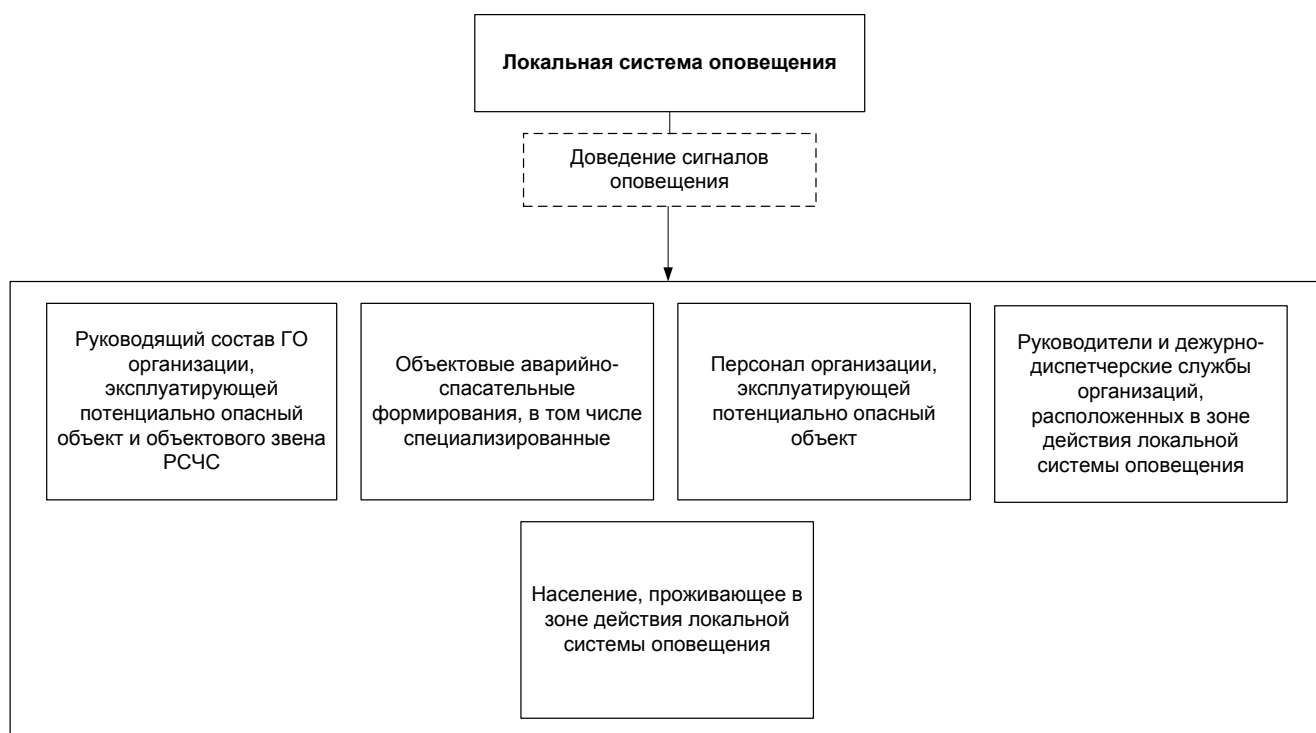 Локальная система оповещения
Доведение сигналов
оповещения
Руководящий состав ГО
организации,
эксплуатирующей
потенциально опасный
объект и объектового звена
РСЧС
Объектовые аварийно-
спасательные
формирования, в том числе
специализированные
Персонал организации,
эксплуатирующей
потенциально опасный
объект
Руководители и дежурно-
диспетчерские службы
организаций,
расположенных в зоне
действия локальной
системы оповещения
Население, проживающее в
зоне действия локальной
системы оповещения